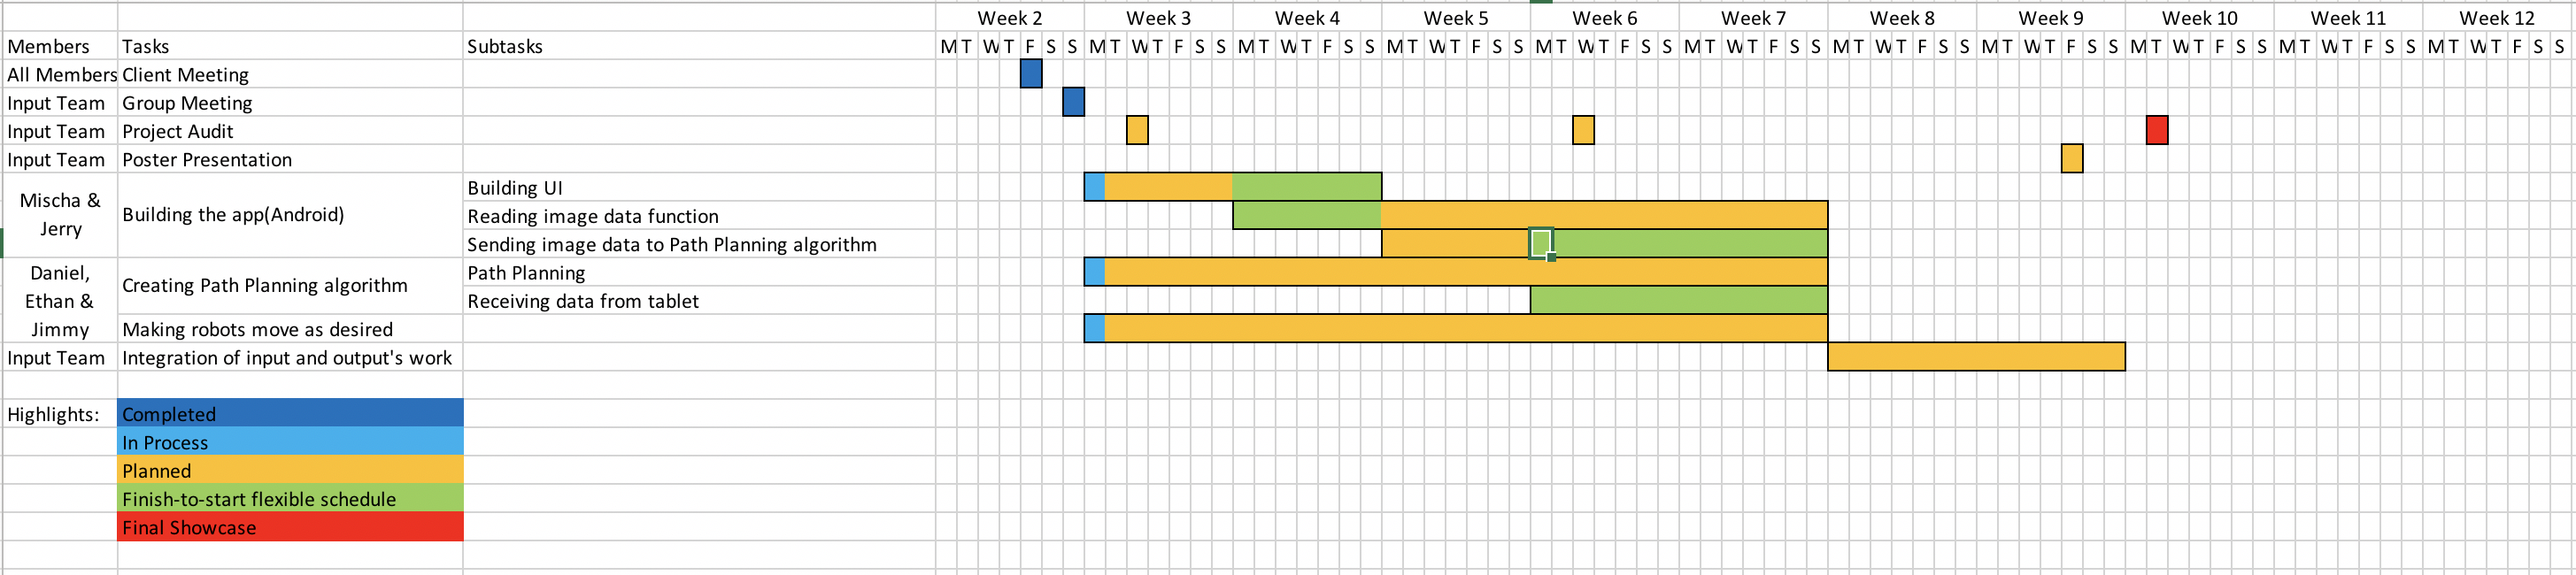 Week 2 Week 3 Week 4 Week 5 Week 6 Week 7 Week 8 Week 9 Week 10 Week 11 Week 12
Members Tasks Subtasks M T W T F S S M T W T F S S M T W T F S S M T W T F S S M T W T F S S M T W T F S S M T W T F S S M T W T F S S M T W T F S S M T W T F S S M T W T F S S
All Members Client Meeting
Input Team Group Meeting
Input Team Project Audit
Input Team Poster Presentation
Mischa & Jerry Building the app(Android) Building UI
Reading image data function
Sending image data to Path Planning algorithm
Daniel, Ethan & Jimmy Creating Path Planning algorithm Path Planning
Receiving data from tablet
Making robots move as desired
Input Team Integration of input and output's work
Highlights: Completed
In Process
Planned
Finish-to-start flexible schedule
Final Showcase